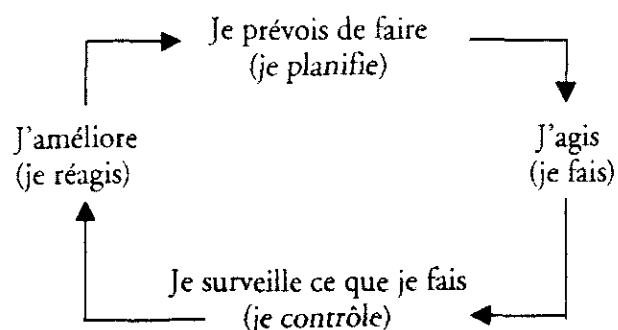 Je prévois de faire
(je planifie)
J'agis
(je fais)
Je surveille ce que je fais
(je contrôle)
J'améliore
(je réagis)